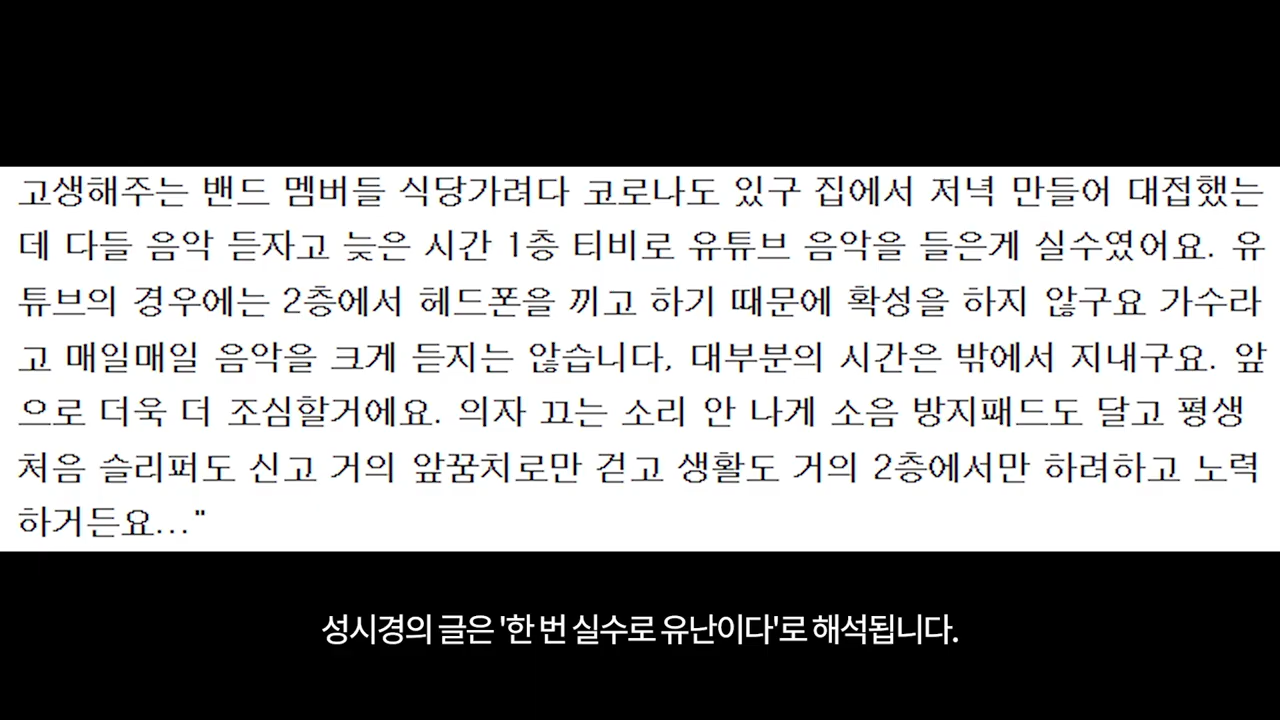 고생해주는 밴드 멤버들 식당가려다 코로나도 있구 집에서 저녁 만들어 대접했는
데 다들 음악 듣자고 늦은 시간 1층 티비로 유튜브 음악을 들은게 실수였어요. 유
튜브의 경우에는 2층에서 헤드폰을 끼고 하기 때문에 확성을 하지 않구요 가수라
고 매일매일 음악을 크게 듣지는 않습니다, 대부분의 시간은 밖에서 지내구요. 앞
으로 더욱 더 조심할거에요. 의자 끄는 소리 안 나게 소음 방지패드도 달고 평생
처음 슬리퍼도 신고 거의 앞꿈치로만 걷고 생활도 거의 2층에서만 하려하고 노력
하거든요..."
성시경의 글은 '한 번 실수로 유난이다'로 해석됩니다.